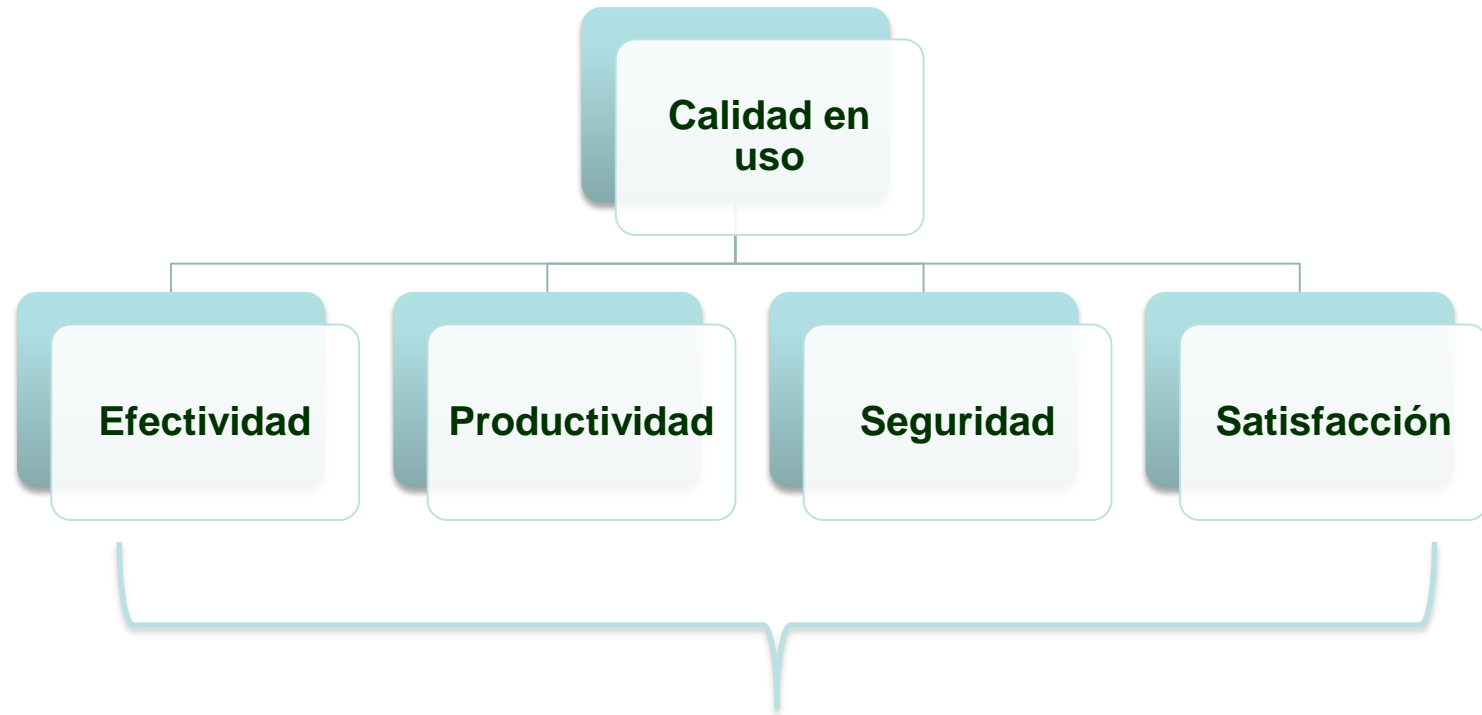 Calidad en
uso
Efectividad
Productividad
Seguridad
Satisfacción